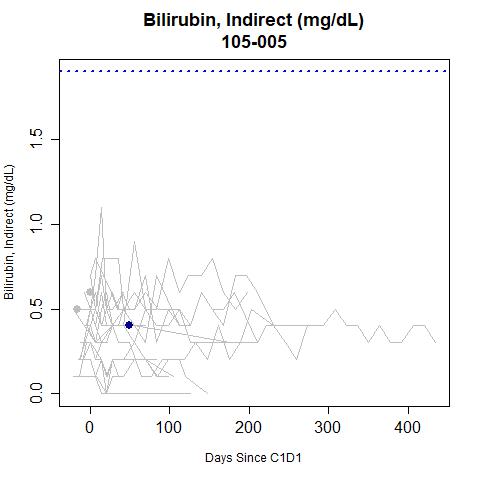 Bilirubin, Indirect (mg/dL)
105-005
Bilirubin, Indirect (mg/dL)
1.5
1.0
0.5
0.0
0 100 200 300 400
Days Since C1D1